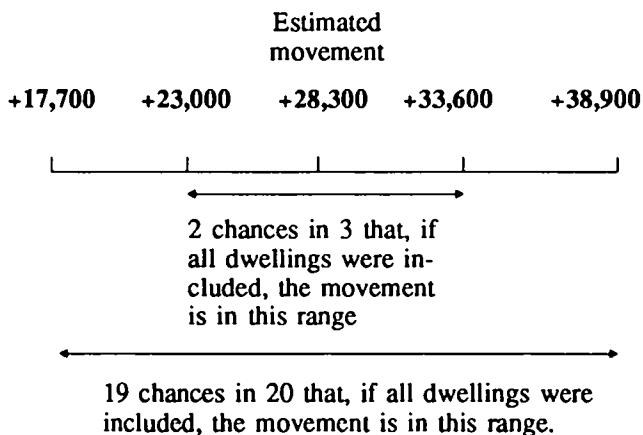 Estimated
movement
+17,700 +23,000 +28,300 +33,600 +38,900
2 chances in 3 that, if
all dwellings were in-
cluded, the movement
is in this range
19 chances in 20 that, if all dwellings were
included, the movement is in this range.